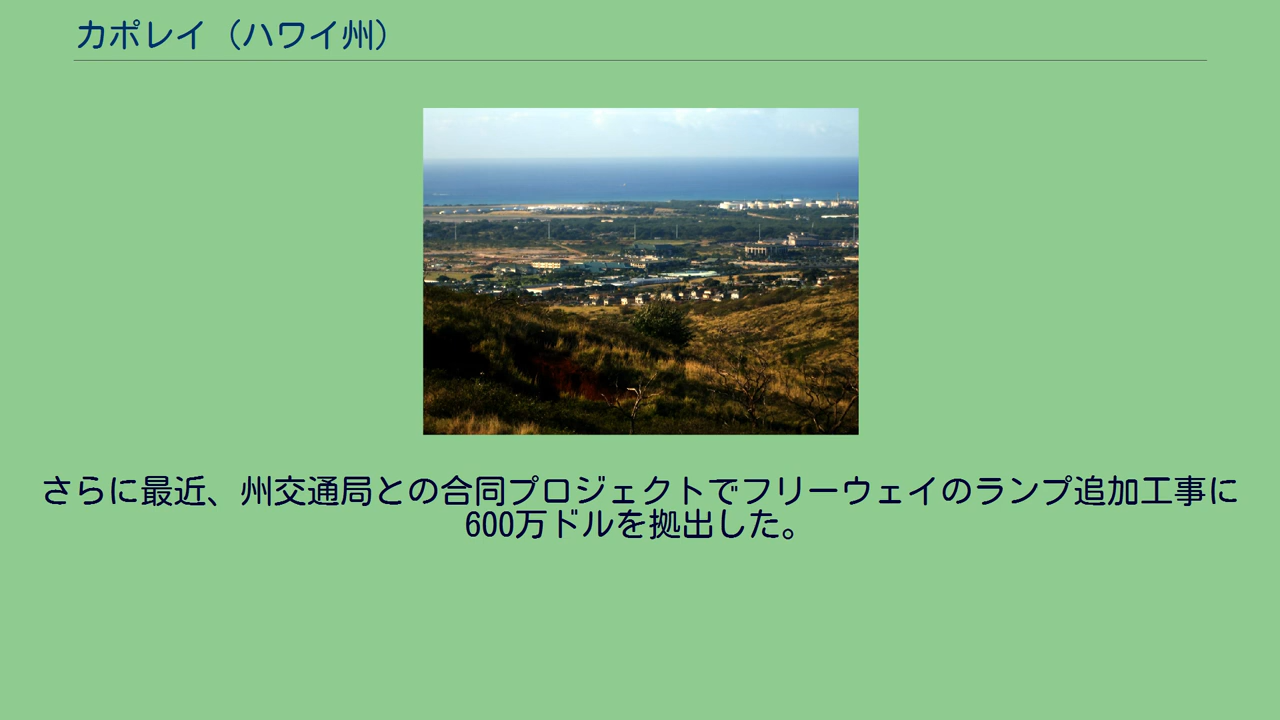 カポレイ（ハワイ州）
さらに最近、州交通局との合同プロジェクトでフリーウェイのランプ追加工事に
600万ドルを拠出した。